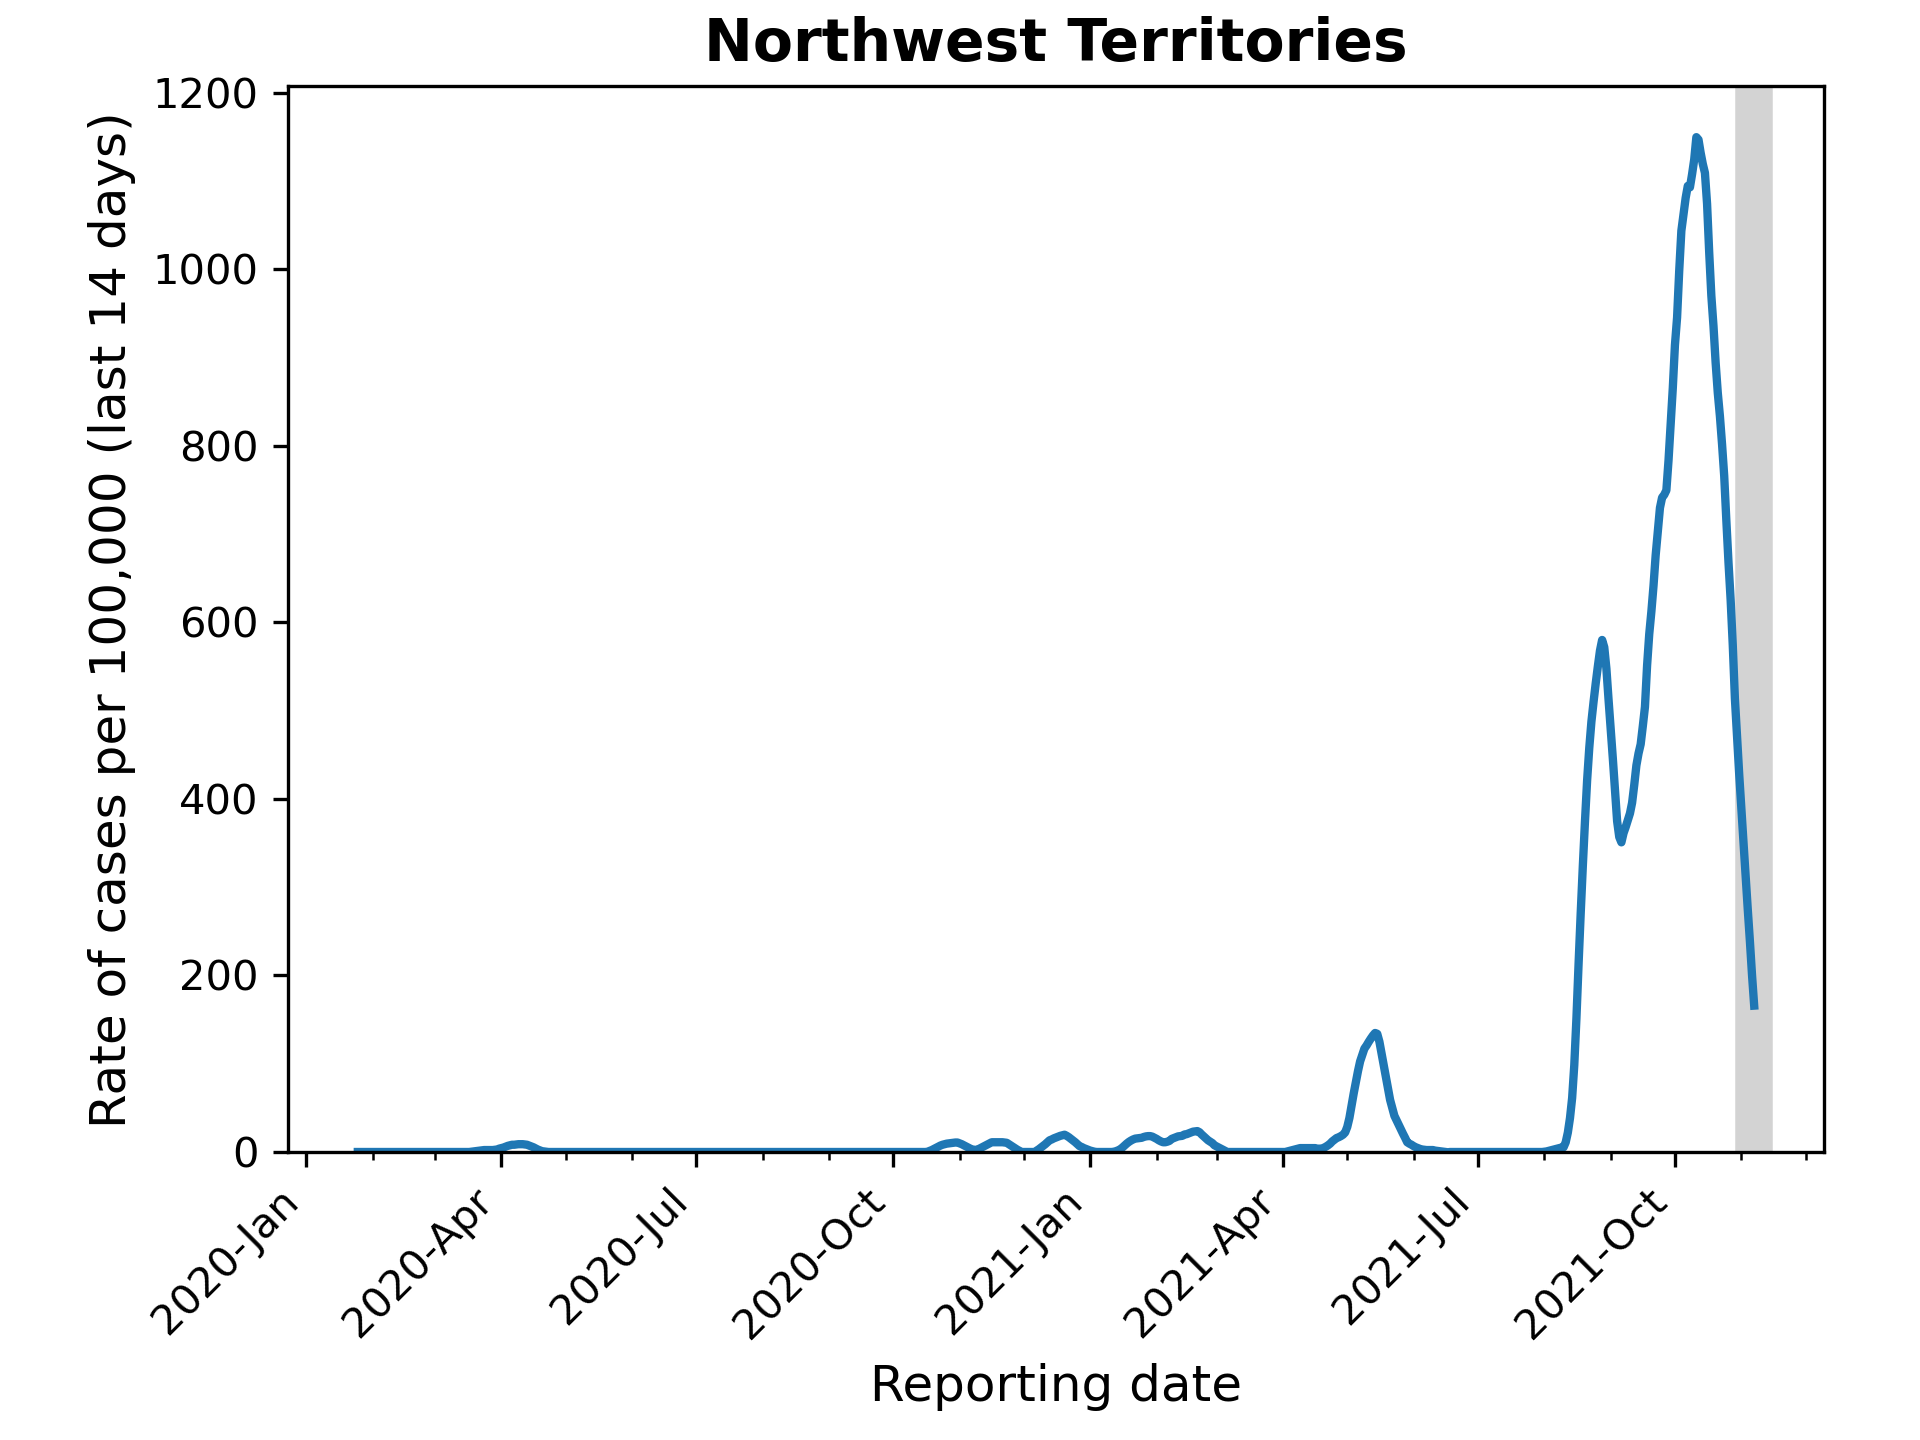 Northwest Territories
Rate of cases per 100,000 (last 14 days)
1200
1000
800
600
400
200
0
2020-Jan
2020-Apr
2020-Jul
2020-Oct
2021-Jan
2021-Apr
2021-Jul
2021-Oct
Reporting date